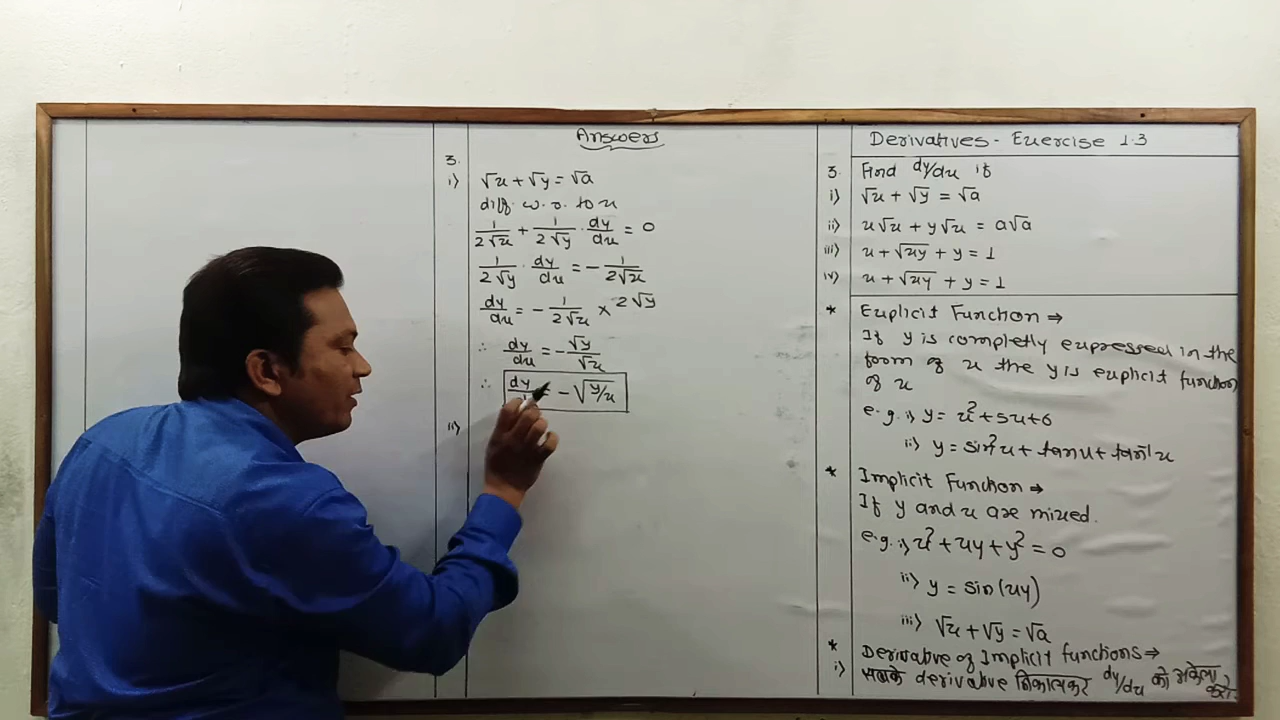 Answers
3.
i) √x + √y = √a
diff. w. r. to x
1/2√x + 1/2√y · dy/dx = 0
1/2√y · dy/dx = - 1/2√x
dy/dx = - 1/2√x × 2√y
∴ dy/dx = - √y/√x
∴ dy/dx = - √y/x
ii)
Derivatives - Exercise 1.3
3. Find dy/dx if
i) √x + √y = √a
ii) x√x + y√x = a√a
iii) x + √xy + y = 1
iv) x + √xy + y = 1
* Explicit Function ⇒
If y is completly expressed in the
form of x the y is explicit function
of x
e.g. i) y = x² + 5x + 6
ii) y = sin²x + tanx + tan⁻¹x
* Implicit Function →
If y and x are mixed.
e.g. i) x² + xy + y² = 0
ii) y = sin(xy)
iii) √x + √y = √a
* Derivative of Implicit functions ⇒
i) सबके derivative निकालकर dy/dx को अकेला
करो.